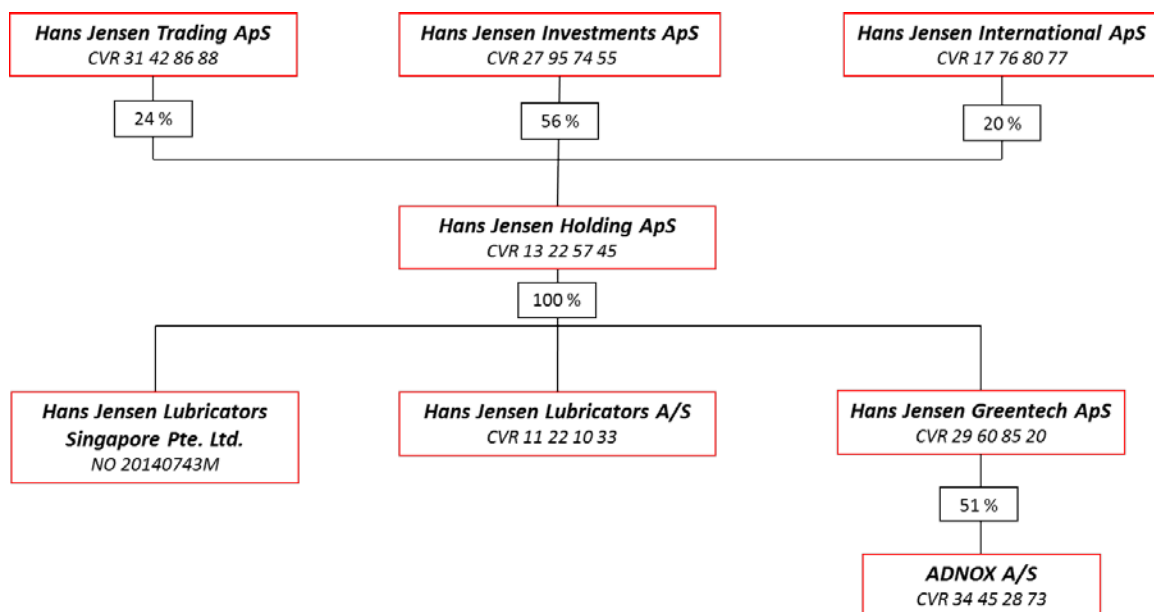 Hans Jensen Trading ApS
CVR 31 42 86 88
Hans Jensen Investments ApS
CVR 27 95 74 55
Hans Jensen International ApS
CVR 17 76 80 77
24 %
56 %
20 %
Hans Jensen Holding ApS
CVR 13 22 57 45
100 %
Hans Jensen Lubricators
Singapore Pte. Ltd.
NO 20140743M
Hans Jensen Lubricators A/S
CVR 11 22 10 33
Hans Jensen Greentech ApS
CVR 29 60 85 20
51 %
ADNOX A/S
CVR 34 45 28 73